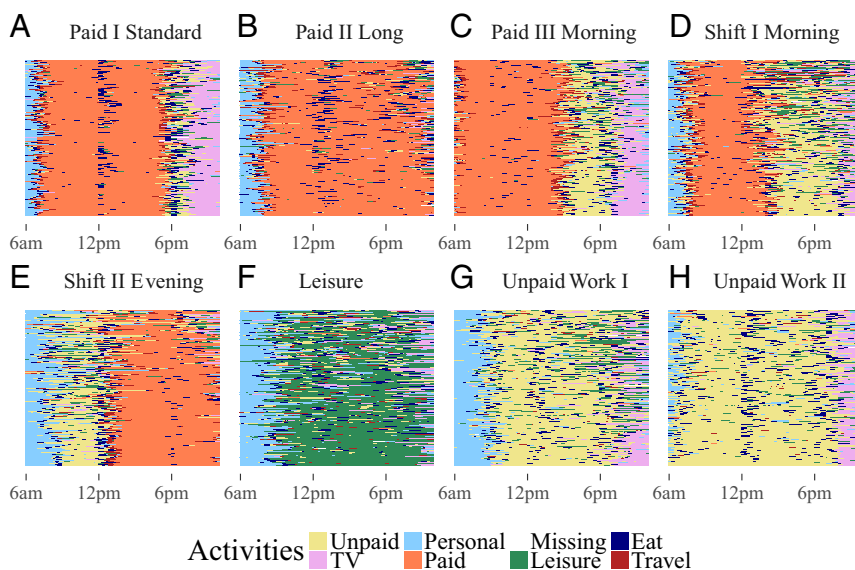 A Paid I Standard
B Paid II Long
C Paid III Morning
D Shift I Morning
6am 12pm 6pm
6am 12pm 6pm
6am 12pm 6pm
6am 12pm 6pm
E Shift II Evening
F Leisure
G Unpaid Work I
H Unpaid Work II
6am 12pm 6pm
6am 12pm 6pm
6am 12pm 6pm
6am 12pm 6pm
Activities
Unpaid Personal Missing Eat
TV Paid Leisure Travel